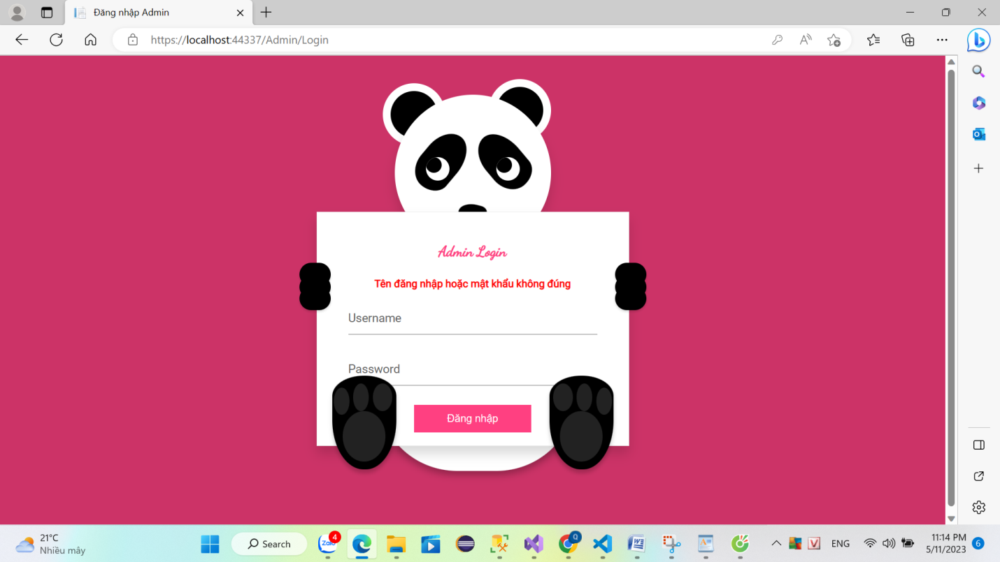 Đăng nhập Admin
https://localhost:44337/Admin/Login
Admin Login
Tên đăng nhập hoặc mật khẩu không đúng
Username
Password
Đăng nhập
21°C
Nhiều mây
Search
Zalo
4
Q
ENG
11:14 PM
5/11/2023
6